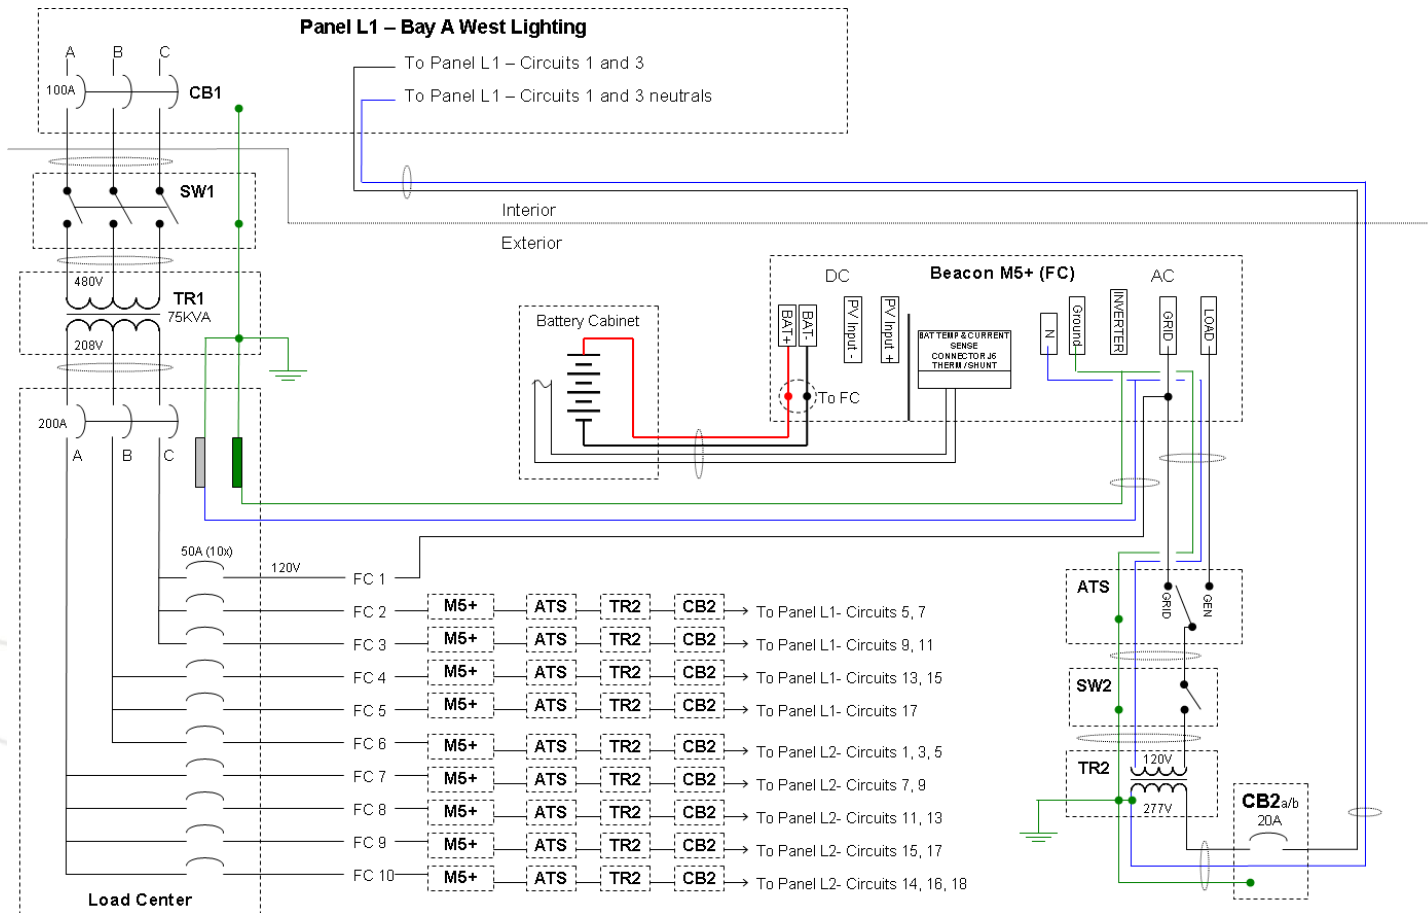 Panel L1 – Bay A West Lighting
A B C
To Panel L1 – Circuits 1 and 3
100A
CB1
To Panel L1 – Circuits 1 and 3 neutrals
SW1
Interior
Exterior
480V
TR1
75KVA
208V
DC
Beacon M5+ (FC)
AC
Battery Cabinet
BAT+
BAT-
PV Input -
PV Input +
BAT TEMP & CURRENT
SENSE
CONNECTOR J6
THERM / SHUNT
N
Ground
INVERTER
GRID
LOAD
To FC
200A
A B C
50A (10x)
120V
FC 1
FC 2 M5+ ATS TR2 CB2 To Panel L1- Circuits 5, 7
FC 3 M5+ ATS TR2 CB2 To Panel L1- Circuits 9, 11
FC 4 M5+ ATS TR2 CB2 To Panel L1- Circuits 13, 15
FC 5 M5+ ATS TR2 CB2 To Panel L1- Circuits 17
FC 6 M5+ ATS TR2 CB2 To Panel L2- Circuits 1, 3, 5
FC 7 M5+ ATS TR2 CB2 To Panel L2- Circuits 7, 9
FC 8 M5+ ATS TR2 CB2 To Panel L2- Circuits 11, 13
FC 9 M5+ ATS TR2 CB2 To Panel L2- Circuits 15, 17
FC 10 M5+ ATS TR2 CB2 To Panel L2- Circuits 14, 16, 18
Load Center
ATS
GRID
GEN
SW2
TR2
120V
277V
CB2a/b
20A